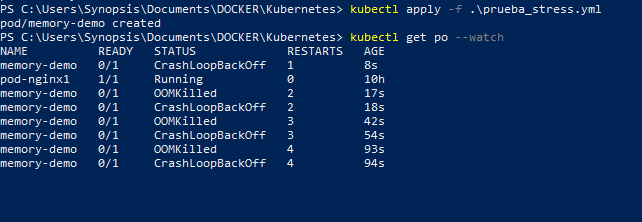 PS C:\Users\Synopsis\Documents\DOCKER\Kubernetes> kubectl apply -f .\prueba_stress.yml
pod/memory-demo created
PS C:\Users\Synopsis\Documents\DOCKER\Kubernetes> kubectl get po --watch
NAME          READY   STATUS             RESTARTS   AGE
memory-demo   0/1     CrashLoopBackOff   1          8s
pod-nginx1    1/1     Running            0          10h
memory-demo   0/1     OOMKilled          2          17s
memory-demo   0/1     CrashLoopBackOff   2          18s
memory-demo   0/1     OOMKilled          3          42s
memory-demo   0/1     CrashLoopBackOff   3          54s
memory-demo   0/1     OOMKilled          4          93s
memory-demo   0/1     CrashLoopBackOff   4          94s